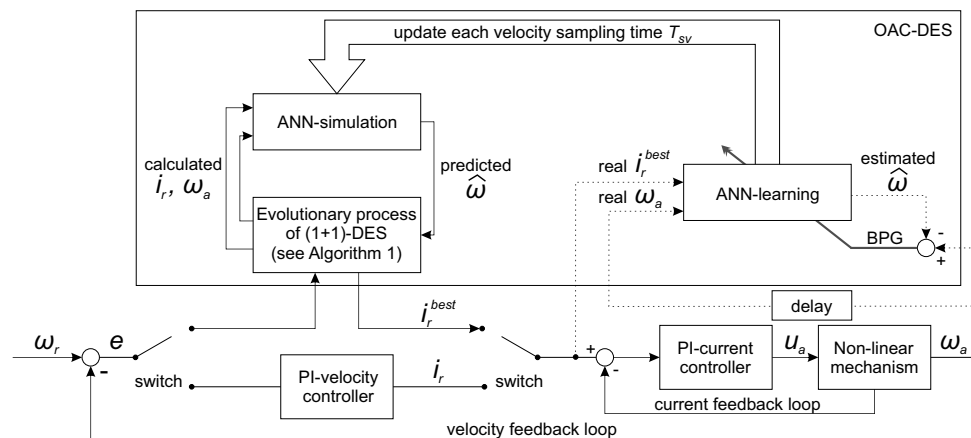 OAC-DES
update each velocity sampling time T_sv
ANN-simulation
calculated
i_r, ω_a
predicted
ω̂
Evolutionary process
of (1+1)-DES
(see Algorithm 1)
real i_r^best
real ω_a
ANN-learning
estimated
ω̂
BPG
-
+
delay
i_r^best
ω_r
e
-
switch
PI-velocity
controller
i_r
switch
+
-
PI-current
controller
u_a
Non-linear
mechanism
ω_a
current feedback loop
velocity feedback loop